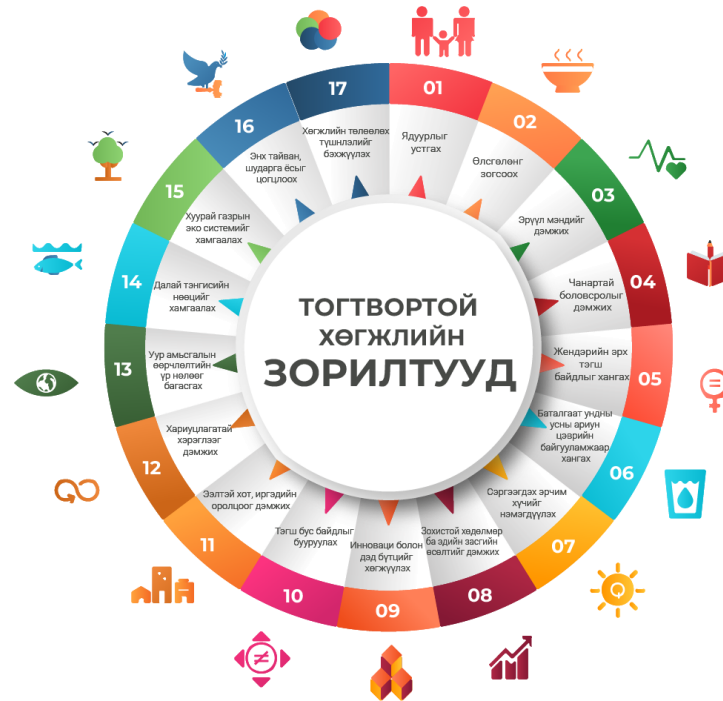 ТОГТВОРТОЙ
ХӨГЖЛИЙН
ЗОРИЛТУУД
01
Ядуурлыг
устгах
02
Өлсгөлөнг
зогсоох
03
Эрүүл мэндийг
дэмжих
04
Чанартай
боловсролыг
дэмжих
05
Жендэрийн эрх
тэгш
байдлыг хангах
06
Баталгаат ундны
усны ариун
цэврийн
байгууламжаар
хангах
07
Сэргээгдэх эрчим
хүчийг
нэмэгдүүлэх
08
Зохистой хөдөлмөр
ба эдийн засгийн
өсөлтийг дэмжих
09
Инноваци болон
дэд бүтцийг
хөгжүүлэх
10
Тэгш бус байдлыг
бууруулах
11
Ээлтэй хот, иргэдийн
оролцоог дэмжих
12
Хариуцлагатай
хэрэглээг
дэмжих
13
Уур амьсгалын
өөрчлөлтийн
үр нөлөөг
багасгах
14
Далай тэнгисийн
нөөцийг
хамгаалах
15
Хуурай газрын
эко системийг
хамгаалах
16
Энх тайван,
шударга ёсыг
цогцлоох
17
Хөгжлийн төлөөлөх
түншлэлийг
бэхжүүлэх